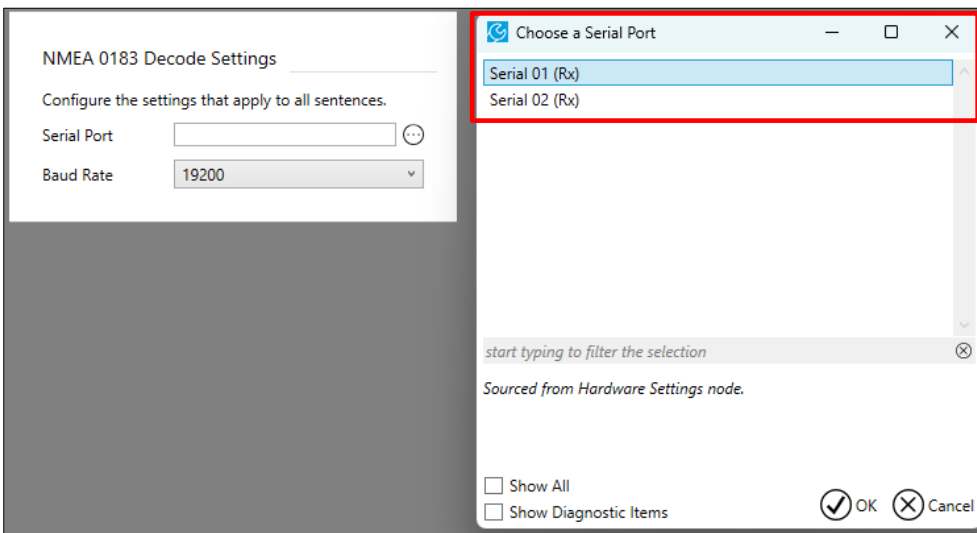 NMEA 0183 Decode Settings
Configure the settings that apply to all sentences.
Serial Port
Baud Rate
19200
Choose a Serial Port
Serial 01 (Rx)
Serial 02 (Rx)
start typing to filter the selection
Sourced from Hardware Settings node.
Show All
Show Diagnostic Items
OK
Cancel